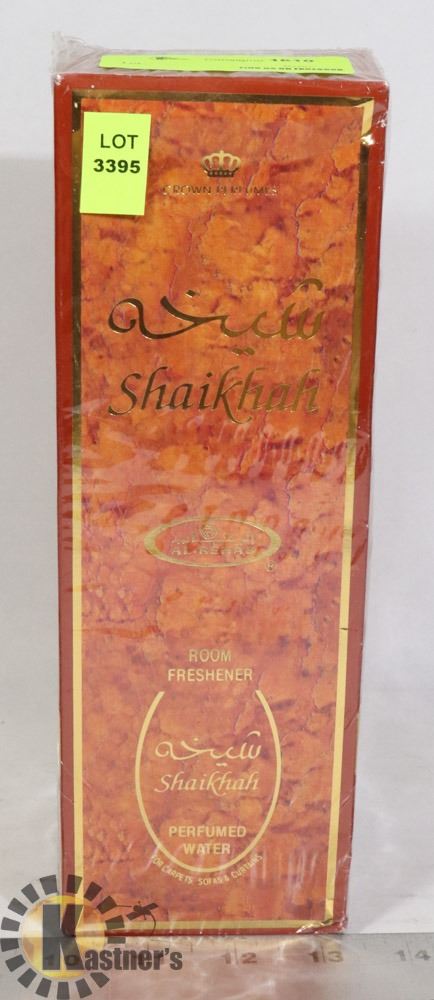 LOT
3395
CROWN PERFUMES
شيخه
Shaikhah
AL-REHAB
®
ROOM
FRESHENER
شيخه
Shaikhah
PERFUMED
WATER
FOR CARPETS, SOFAS & CURTAINS
10 12 13 14
Kastner's